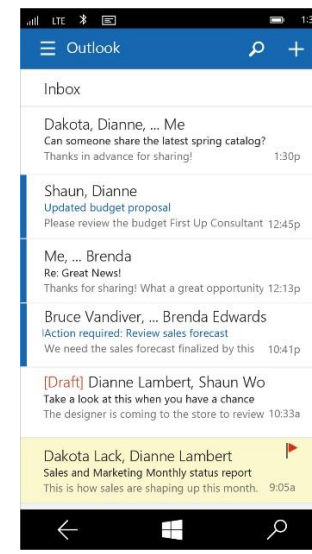 LTE 1:3
Outlook
Inbox
Dakota, Dianne, ... Me
Can someone share the latest spring catalog?
Thanks in advance for sharing! 1:30p
Shaun, Dianne
Updated budget proposal
Please review the budget First Up Consultant 12:45p
Me, ... Brenda
Re: Great News!
Thanks for sharing! What a great opportunity 12:13p
Bruce Vandiver, ... Brenda Edwards
Action required: Review sales forecast
We need the sales forecast finalized by this 10:41p
[Draft] Dianne Lambert, Shaun Wo
Take a look at this when you have a chance
The designer is coming to the store to review 10:33a
Dakota Lack, Dianne Lambert
Sales and Marketing Monthly status report
This is how sales are shaping up this month. 9:05a